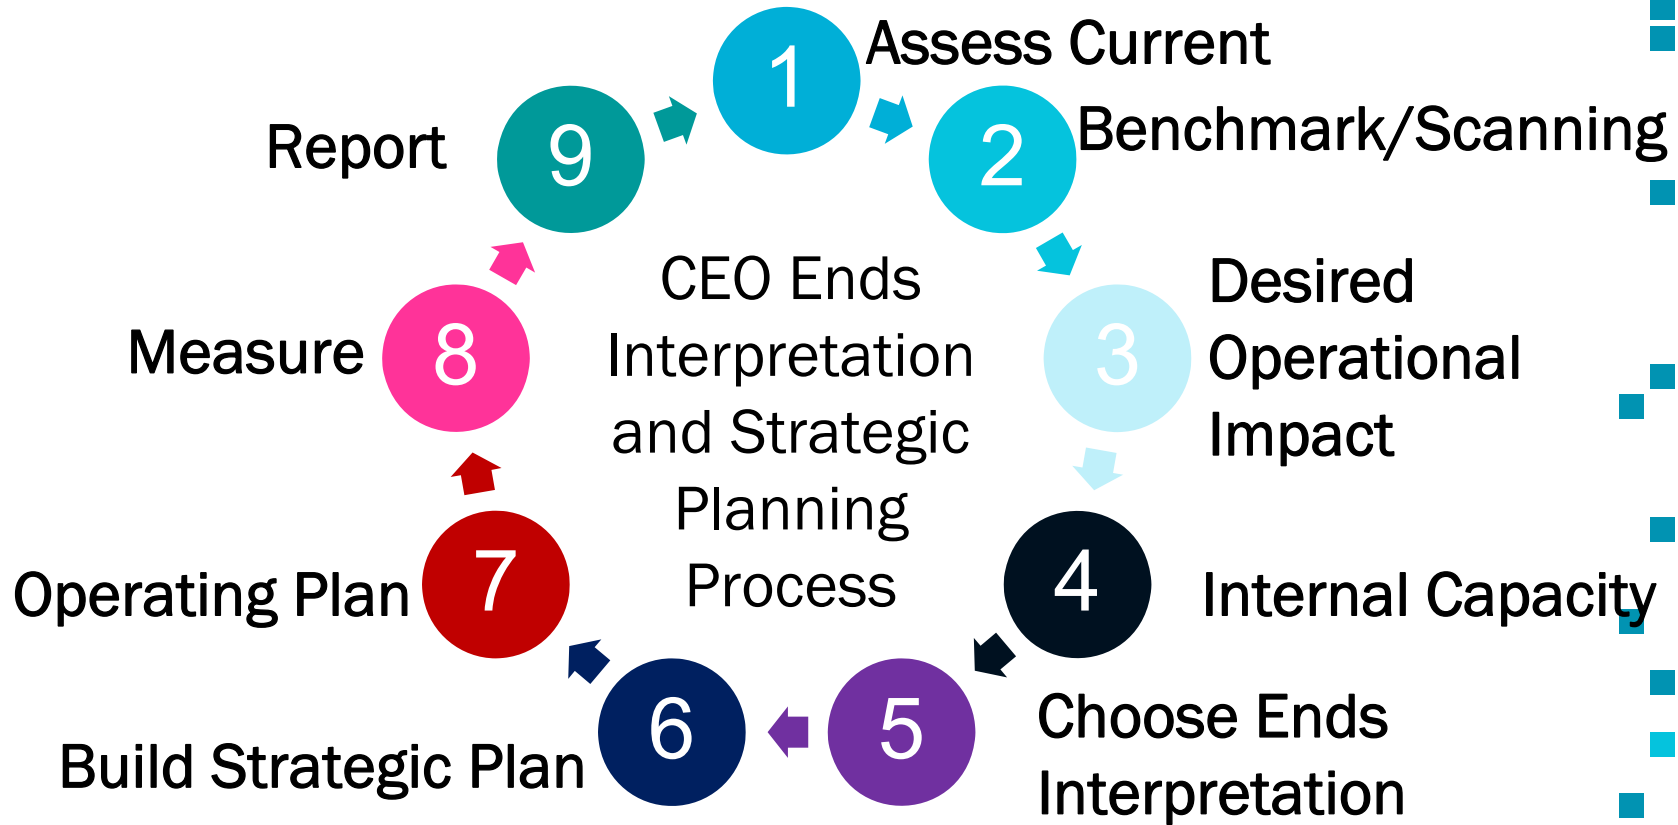 1
Assess Current
2
Benchmark/Scanning
3
Desired
Operational
Impact
4
Internal Capacity
5
Choose Ends
Interpretation
6
Build Strategic Plan
7
Operating Plan
8
Measure
9
Report
CEO Ends
Interpretation
and Strategic
Planning
Process